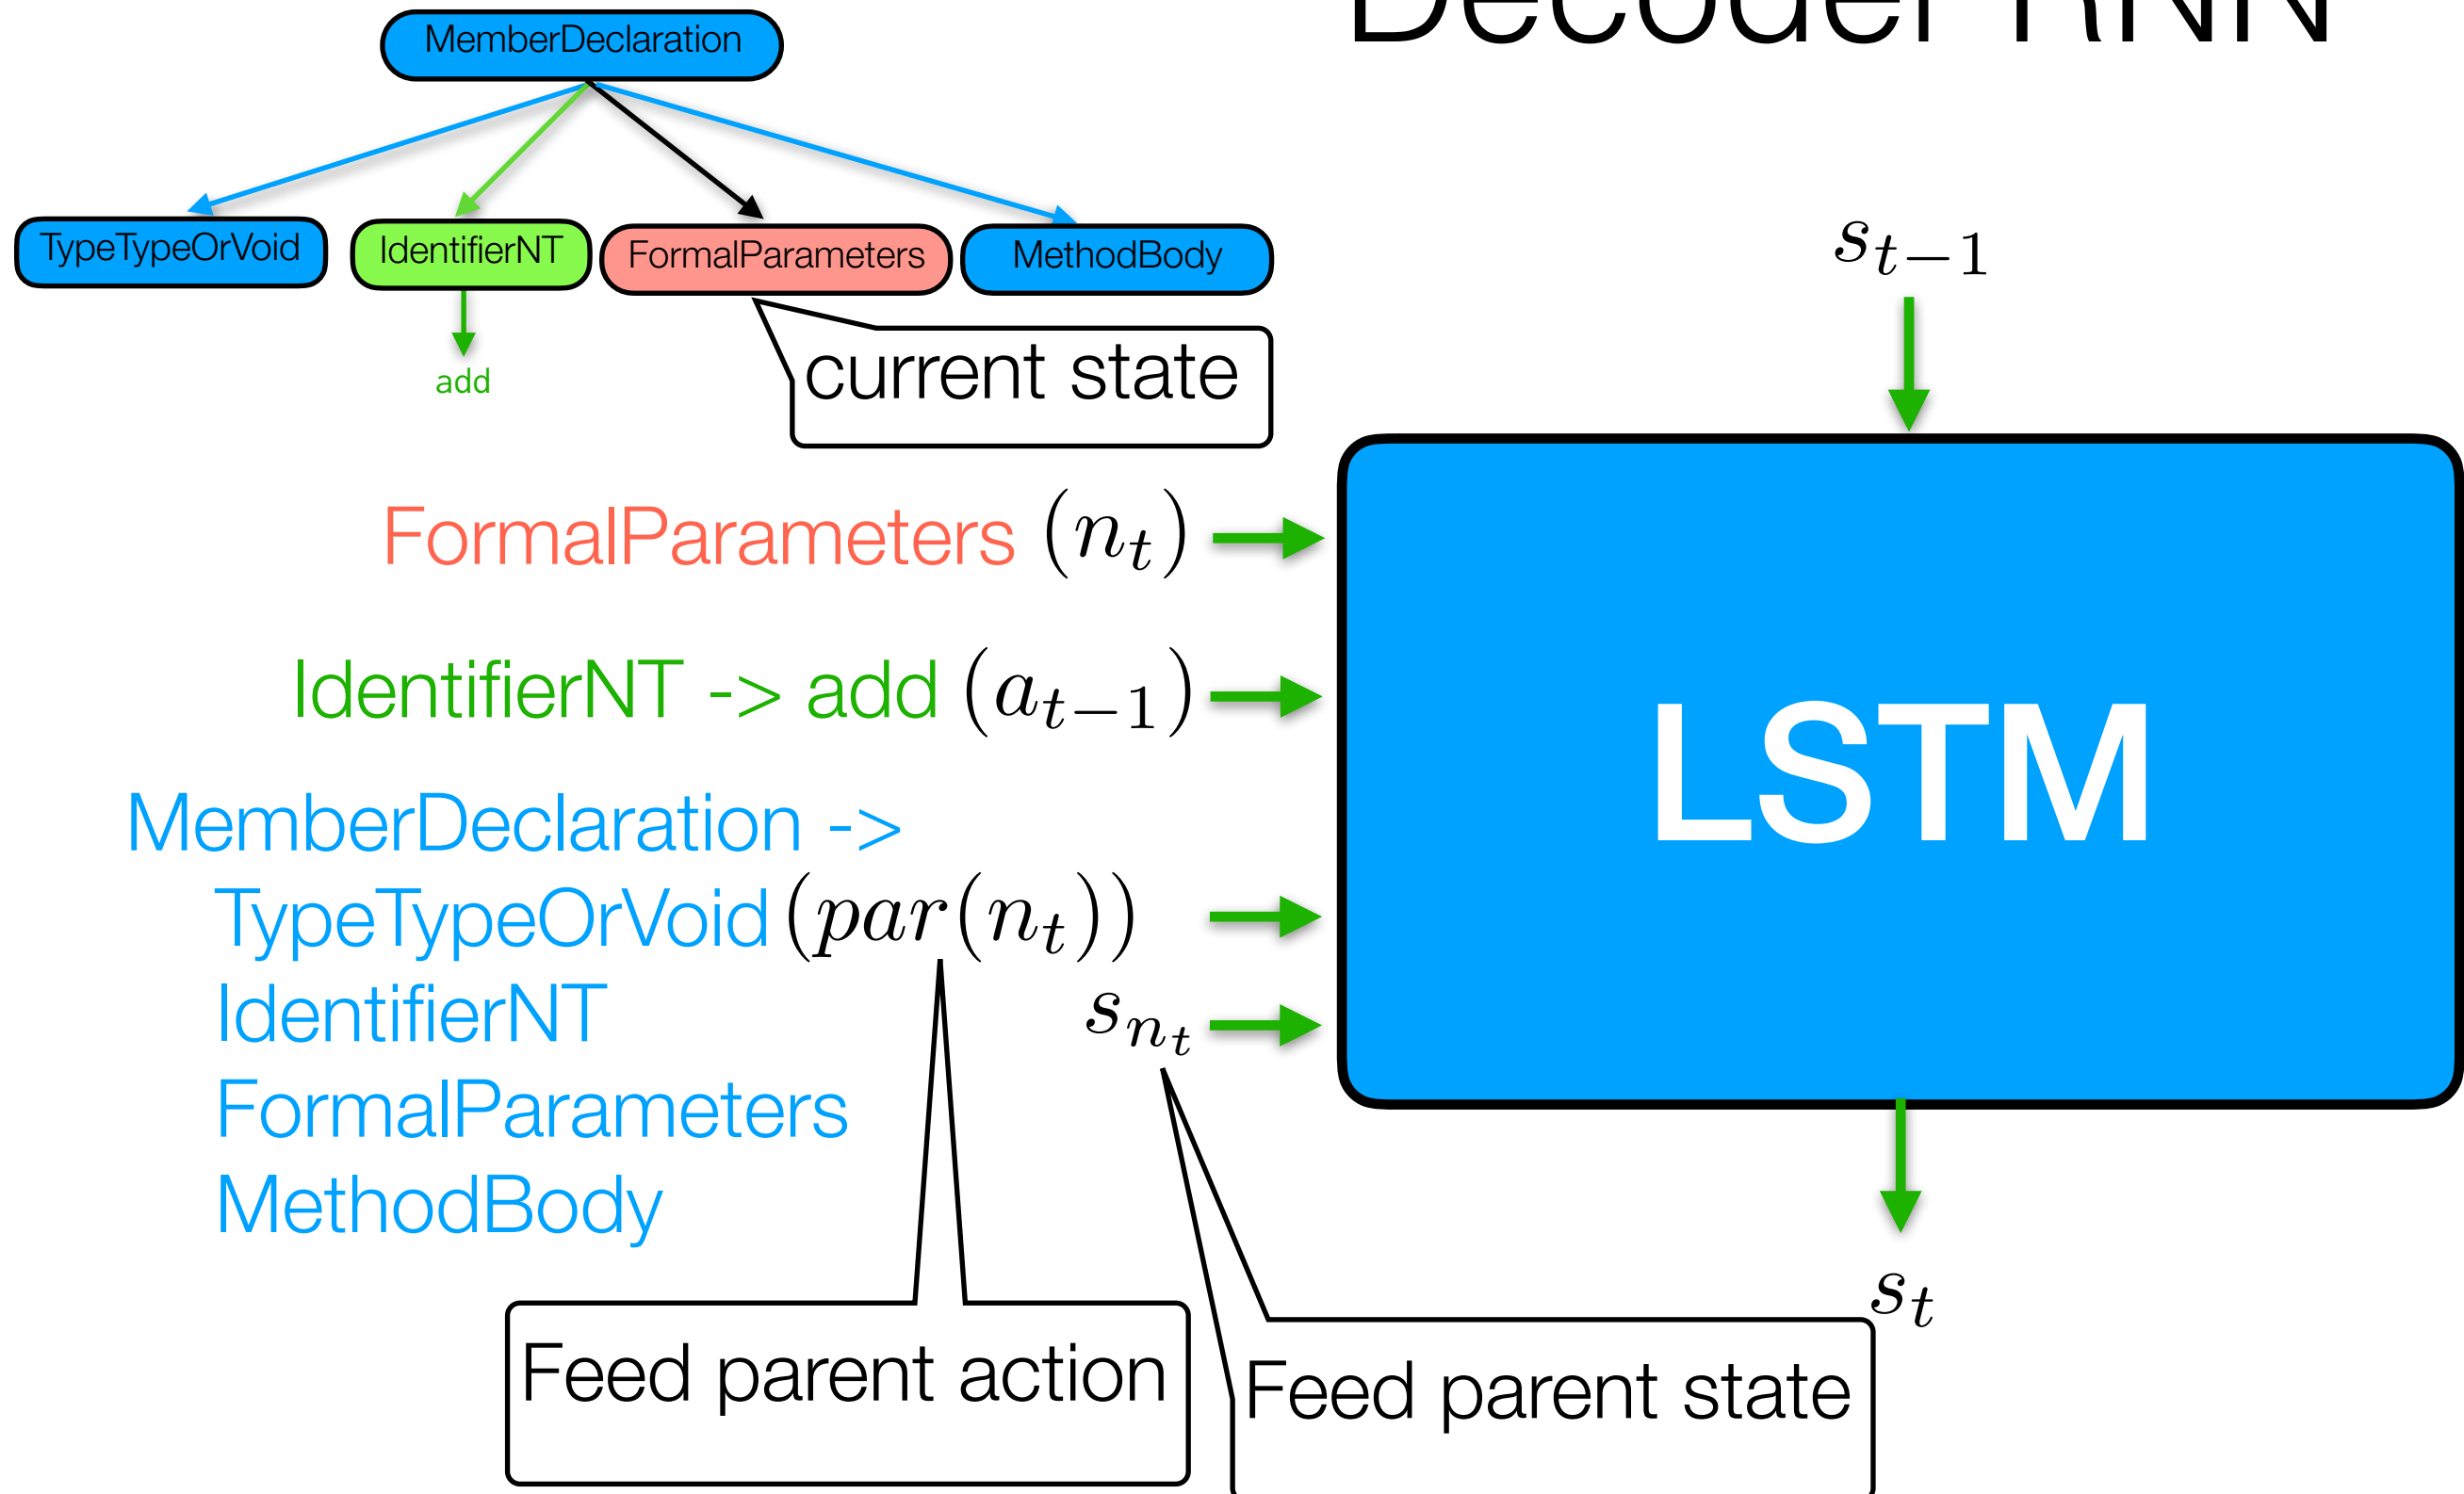 Decoder RNN
MemberDeclaration
TypeTypeOrVoid
IdentifierNT
FormalParameters
MethodBody
add
current state
s_{t-1}
FormalParameters (n_t)
IdentifierNT -> add (a_{t-1})
LSTM
MemberDeclaration ->
TypeTypeOrVoid (par(n_t))
IdentifierNT
s_{n_t}
FormalParameters
MethodBody
s_t
Feed parent action
Feed parent state